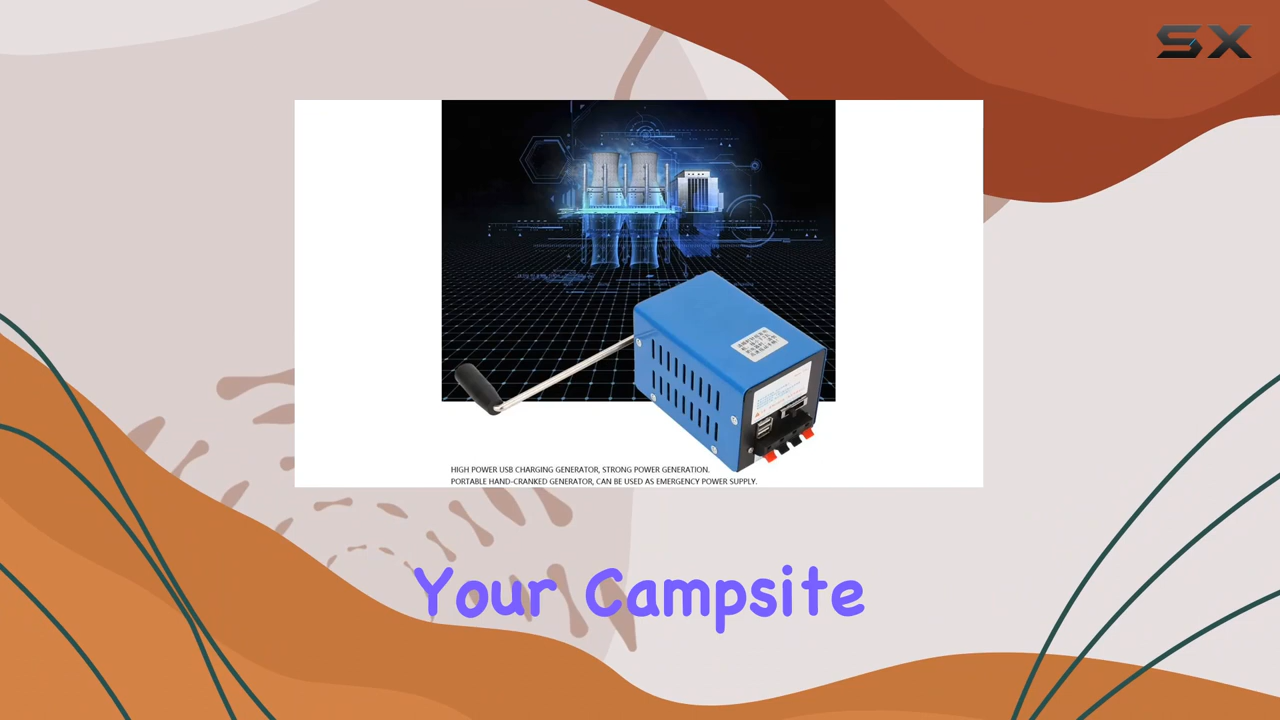 SX
HIGH POWER USB CHARGING GENERATOR, STRONG POWER GENERATION.
PORTABLE HAND-CRANKED GENERATOR, CAN BE USED AS EMERGENCY POWER SUPPLY.
Your Campsite